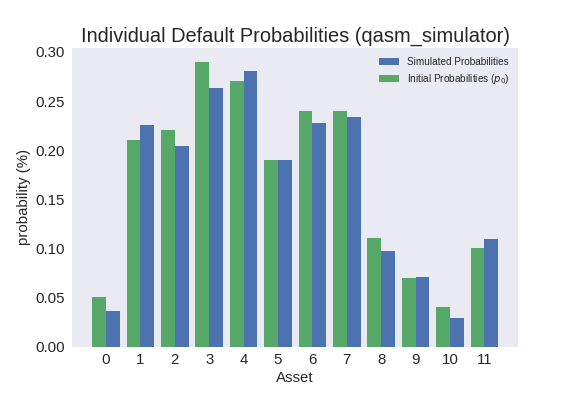 Individual Default Probabilities (qasm_simulator)
Simulated Probabilities
Initial Probabilities (p₀)
probability (%)
0.30
0.25
0.20
0.15
0.10
0.05
0.00
0 1 2 3 4 5 6 7 8 9 10 11
Asset